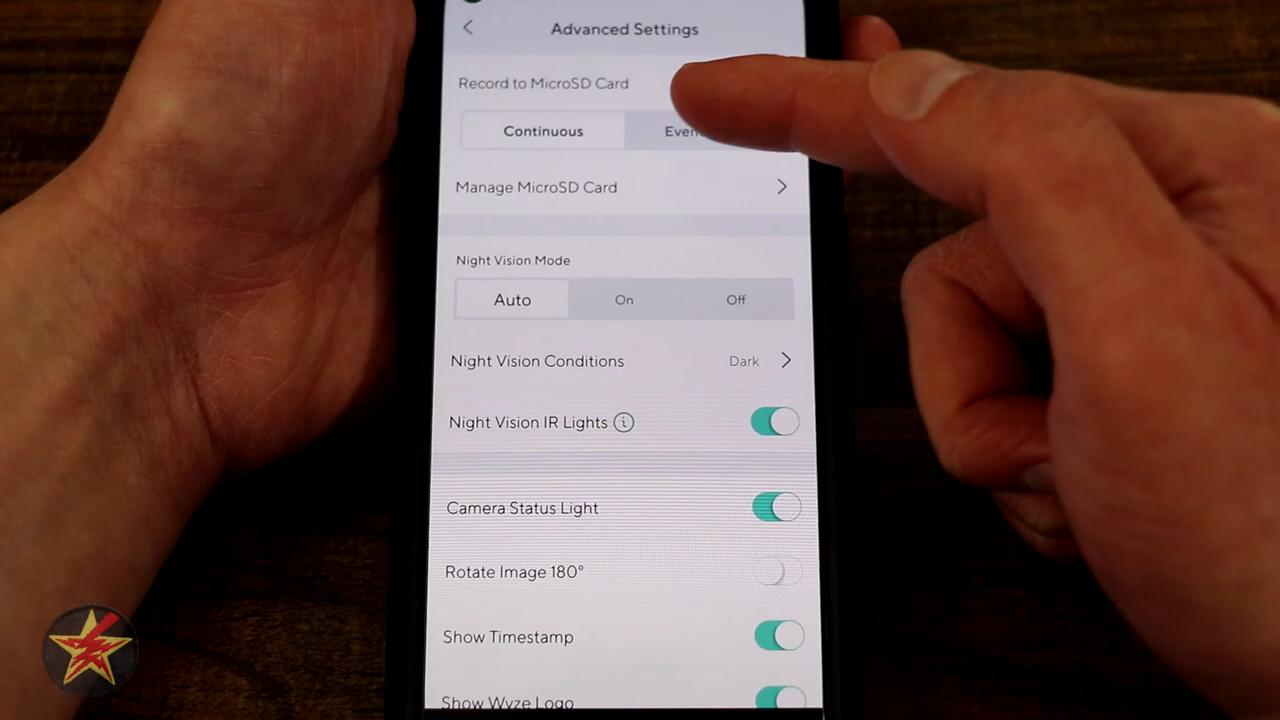 Advanced Settings
Record to MicroSD Card
Continuous
Manage MicroSD Card
Night Vision Mode
Auto On Off
Night Vision Conditions Dark
Night Vision IR Lights
Camera Status Light
Rotate Image 180°
Show Timestamp
Show Wyze Logo